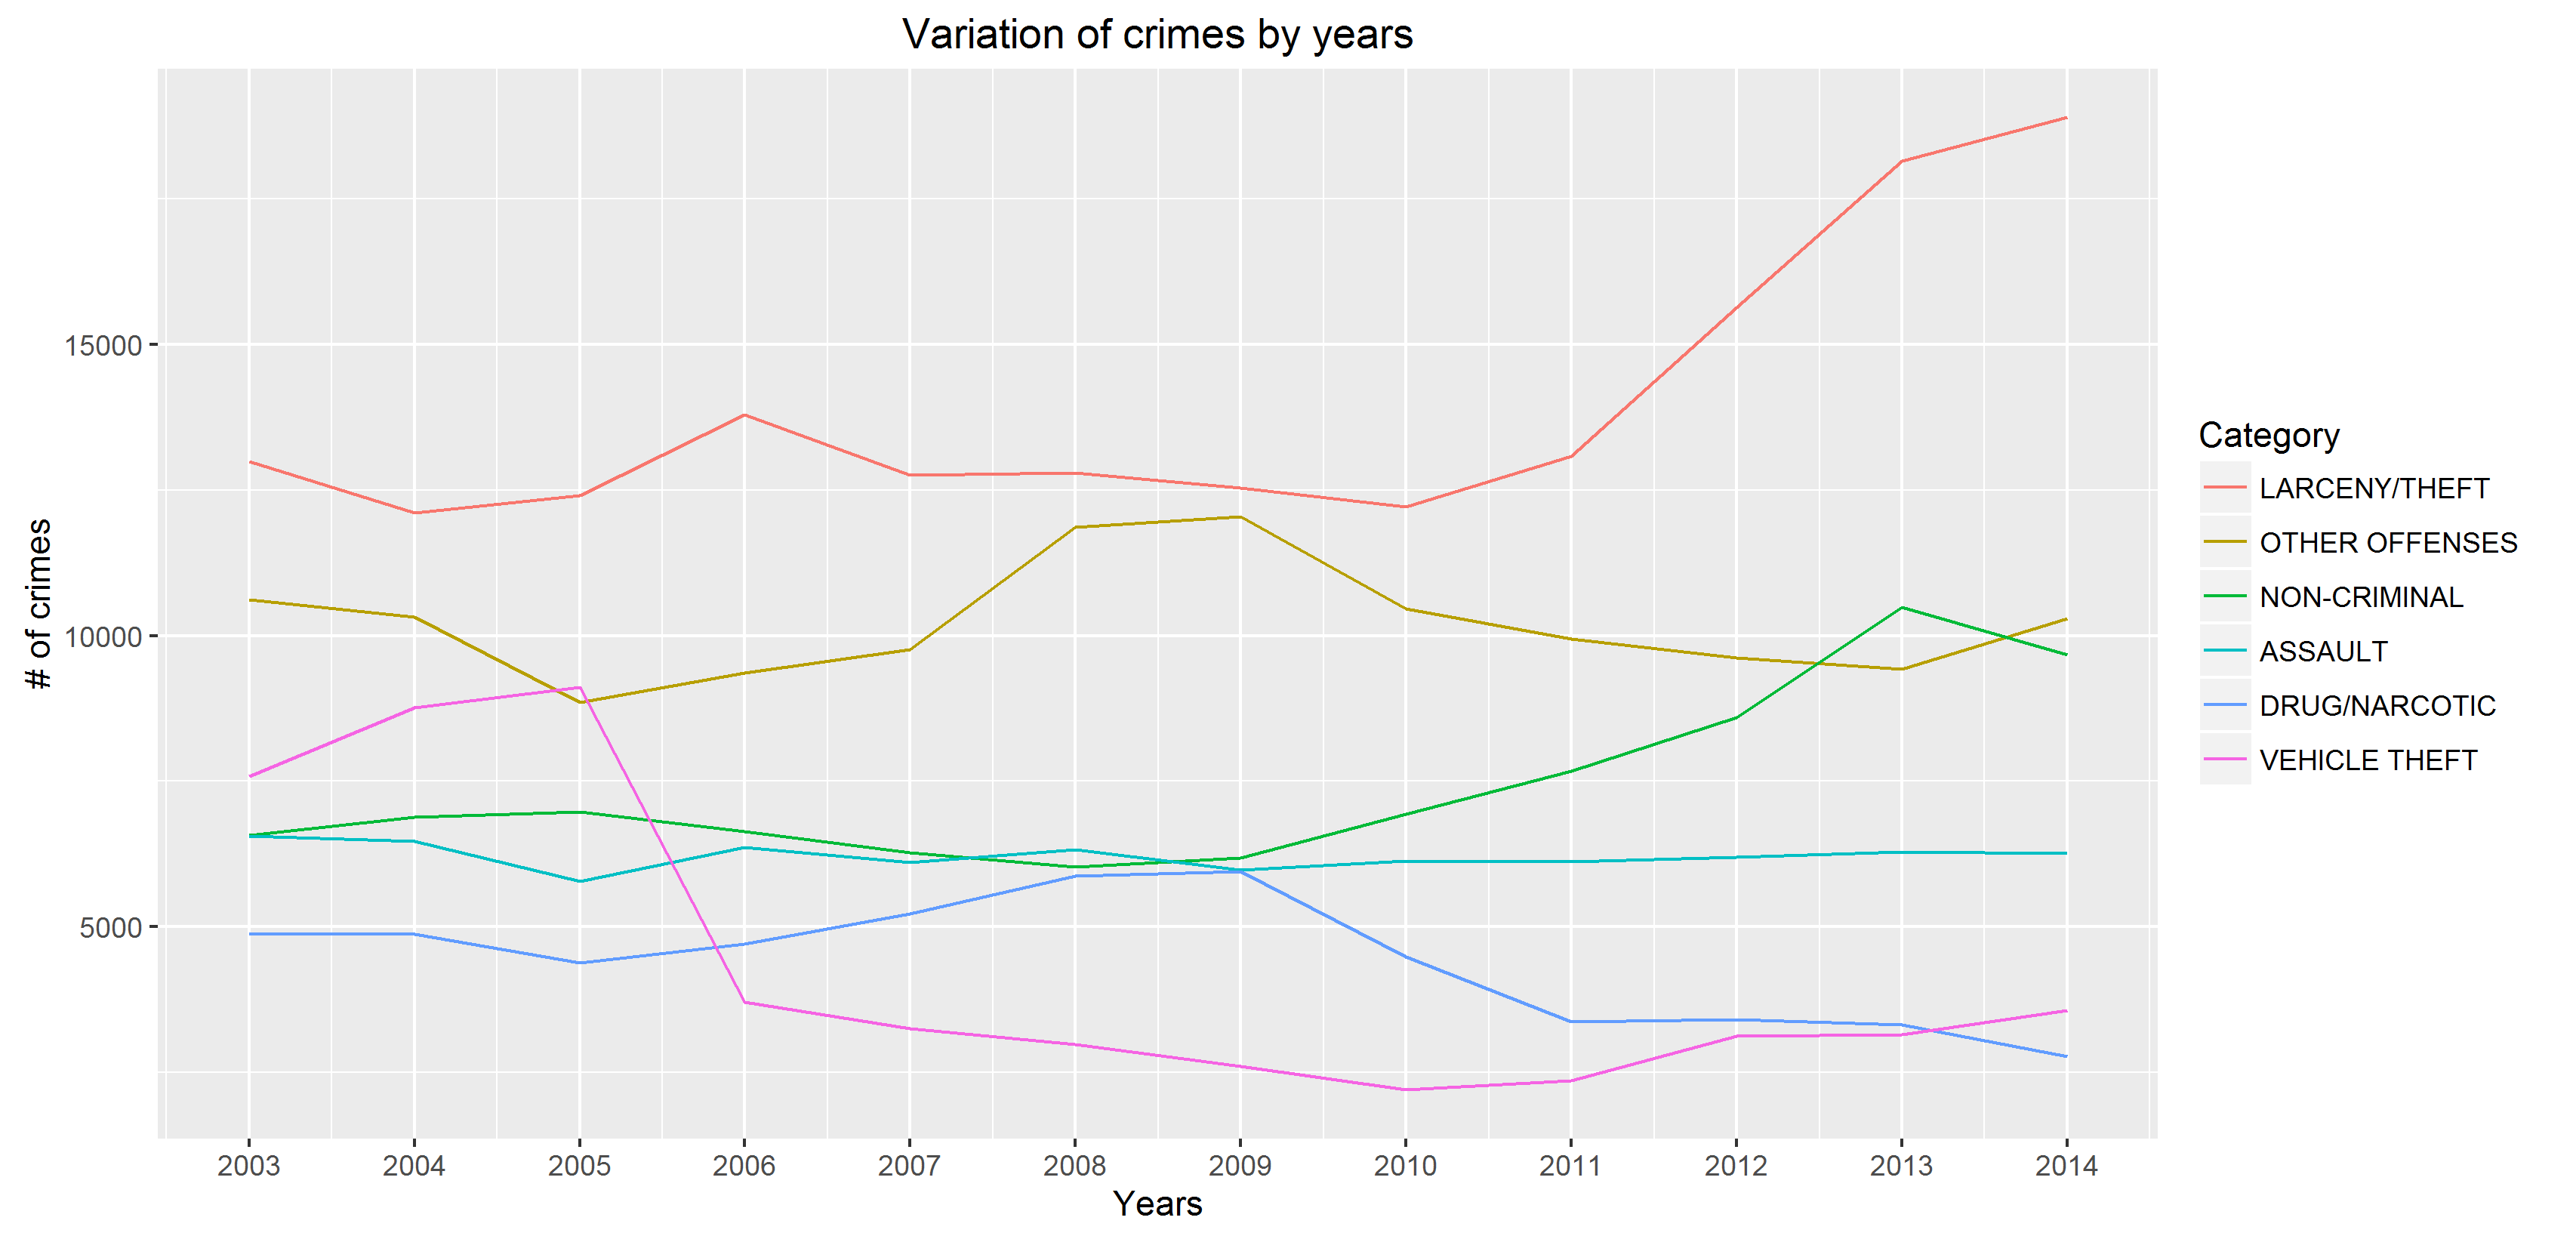 Variation of crimes by years
# of crimes
15000
10000
5000
2003 2004 2005 2006 2007 2008 2009 2010 2011 2012 2013 2014
Years
Category
LARCENY/THEFT
OTHER OFFENSES
NON-CRIMINAL
ASSAULT
DRUG/NARCOTIC
VEHICLE THEFT